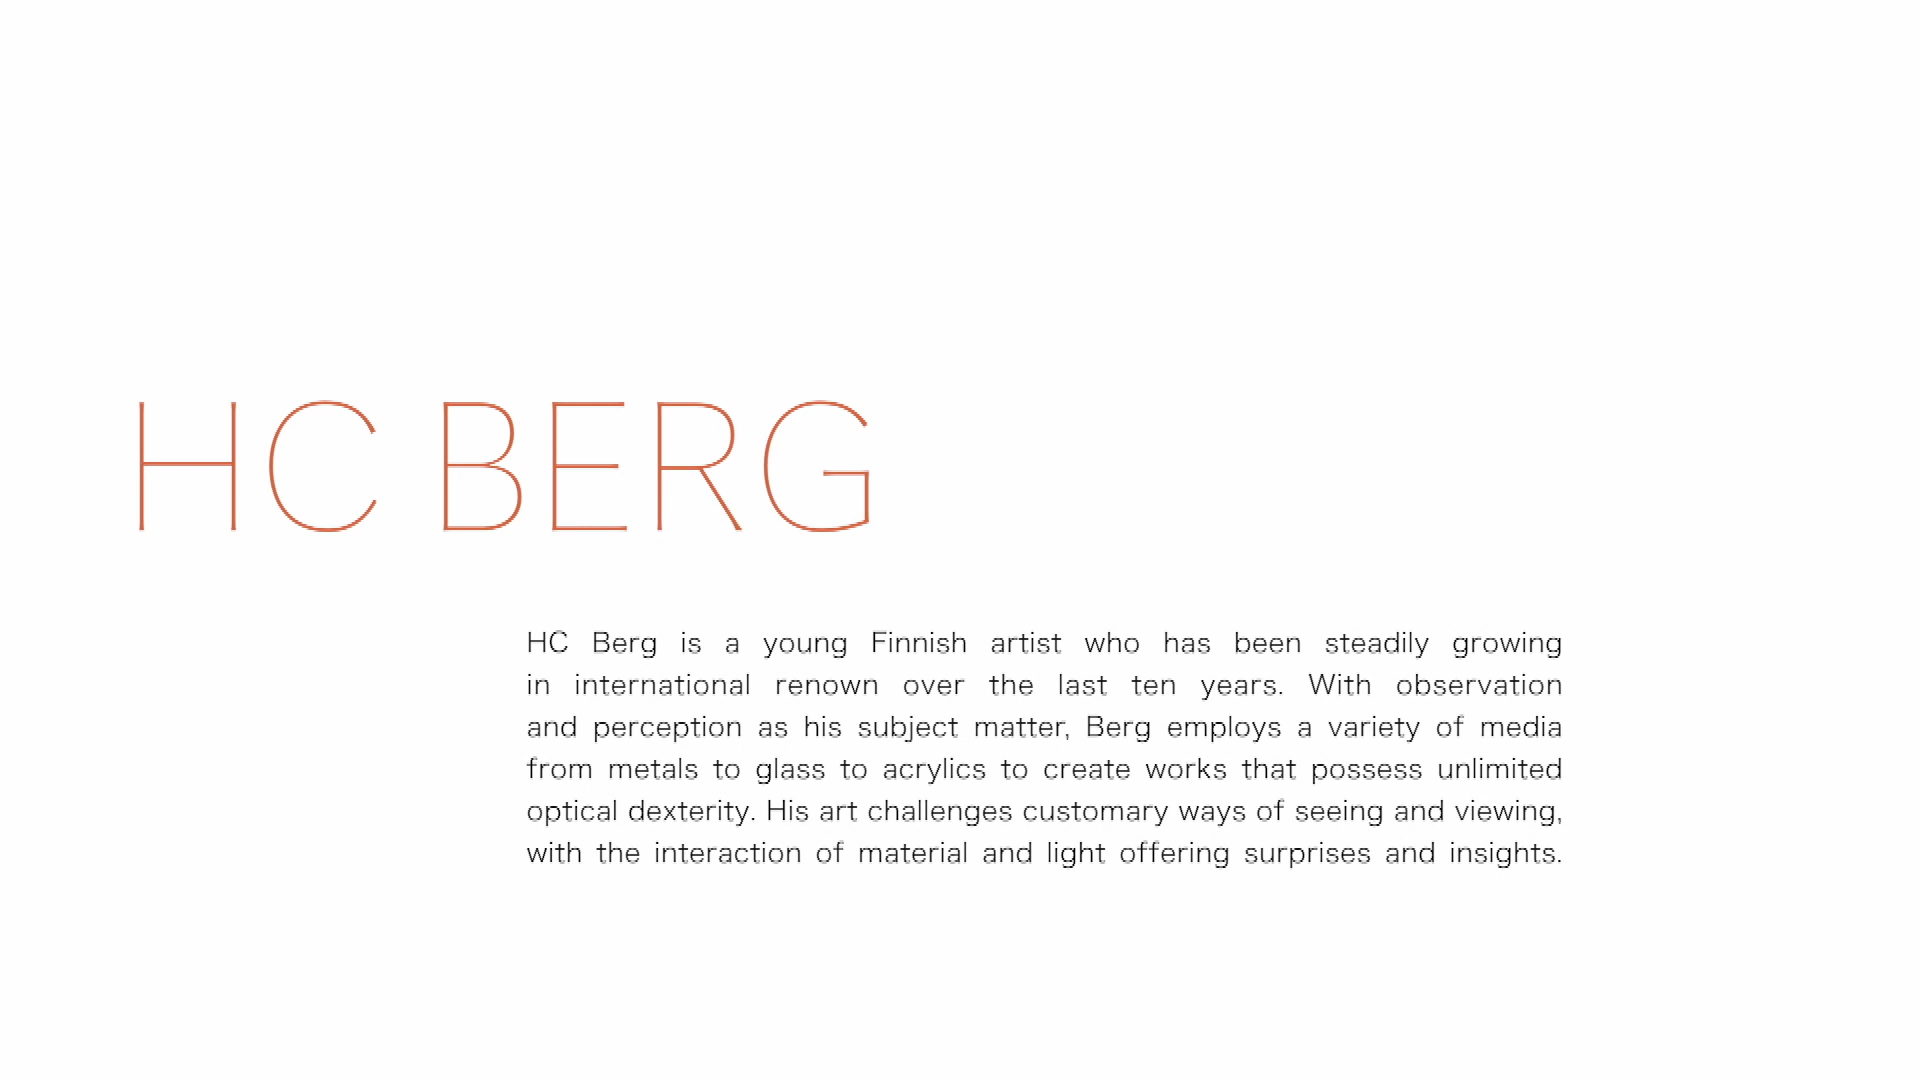 HC BERG
HC Berg is a young Finnish artist who has been steadily growing
in international renown over the last ten years. With observation
and perception as his subject matter, Berg employs a variety of media
from metals to glass to acrylics to create works that possess unlimited
optical dexterity. His art challenges customary ways of seeing and viewing,
with the interaction of material and light offering surprises and insights.